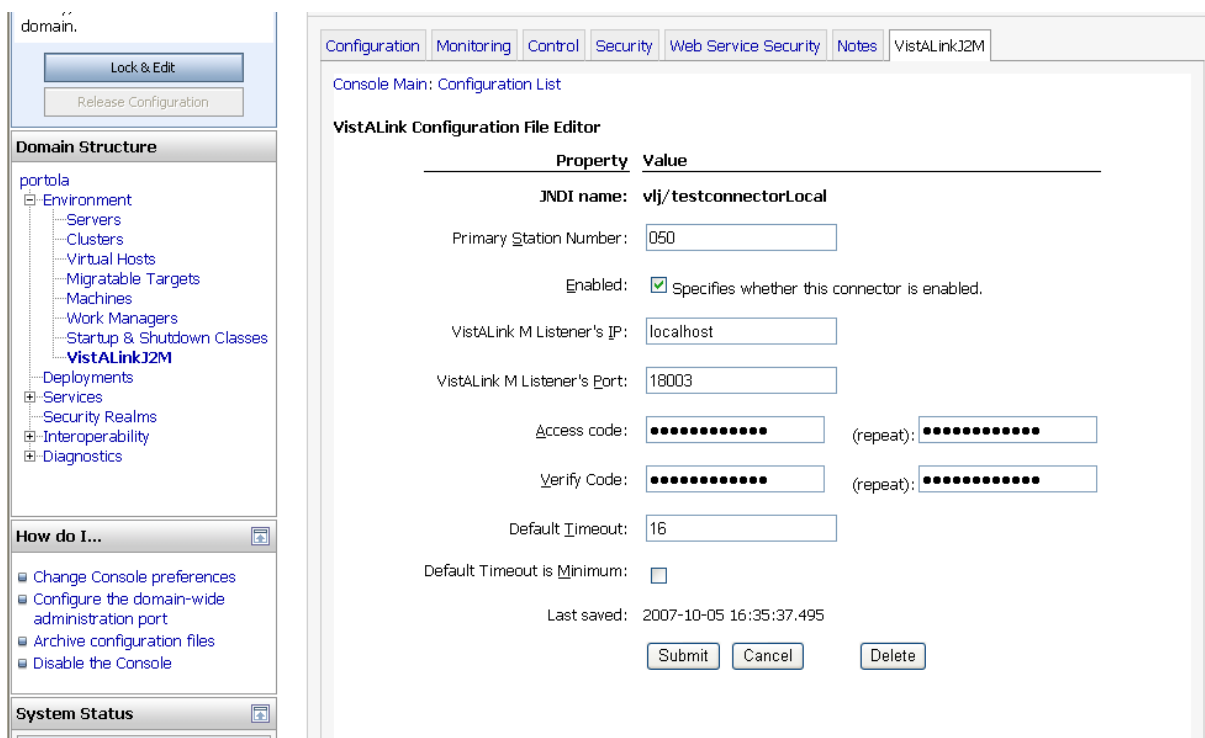 domain.
Lock & Edit
Release Configuration
Domain Structure
portola
Environment
Servers
Clusters
Virtual Hosts
Migratable Targets
Machines
Work Managers
Startup & Shutdown Classes
VistALinkJ2M
Deployments
Services
Security Realms
Interoperability
Diagnostics
How do I...
Change Console preferences
Configure the domain-wide
administration port
Archive configuration files
Disable the Console
System Status
Configuration Monitoring Control Security Web Service Security Notes VistALinkJ2M
Console Main: Configuration List
VistALink Configuration File Editor
Property Value
JNDI name: vlj/testconnectorLocal
Primary Station Number: 050
Enabled: Specifies whether this connector is enabled.
VistALink M Listener's IP: localhost
VistALink M Listener's Port: 18003
Access code: ●●●●●●●●●●●● (repeat): ●●●●●●●●●●●●
Verify Code: ●●●●●●●●●●●● (repeat): ●●●●●●●●●●●●
Default Timeout: 16
Default Timeout is Minimum:
Last saved: 2007-10-05 16:35:37.495
Submit Cancel Delete